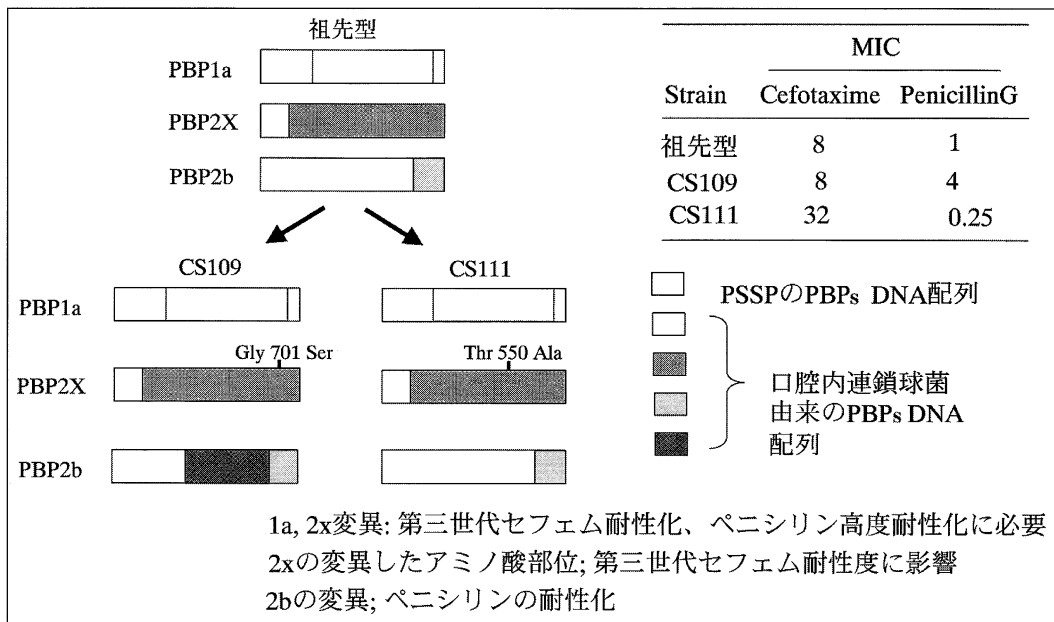 祖先型
PBP1a
PBP2X
PBP2b
MIC
Strain Cefotaxime PenicillinG
祖先型 8 1
CS109 8 4
CS111 32 0.25
CS109 CS111
PBP1a
Gly 701 Ser Thr 550 Ala
PBP2X
PBP2b
PSSPのPBPs DNA配列
口腔内連鎖球菌
由来のPBPs DNA
配列
1a, 2x変異: 第三世代セフェム耐性化、ペニシリン高度耐性化に必要
2xの変異したアミノ酸部位; 第三世代セフェム耐性度に影響
2bの変異; ペニシリンの耐性化